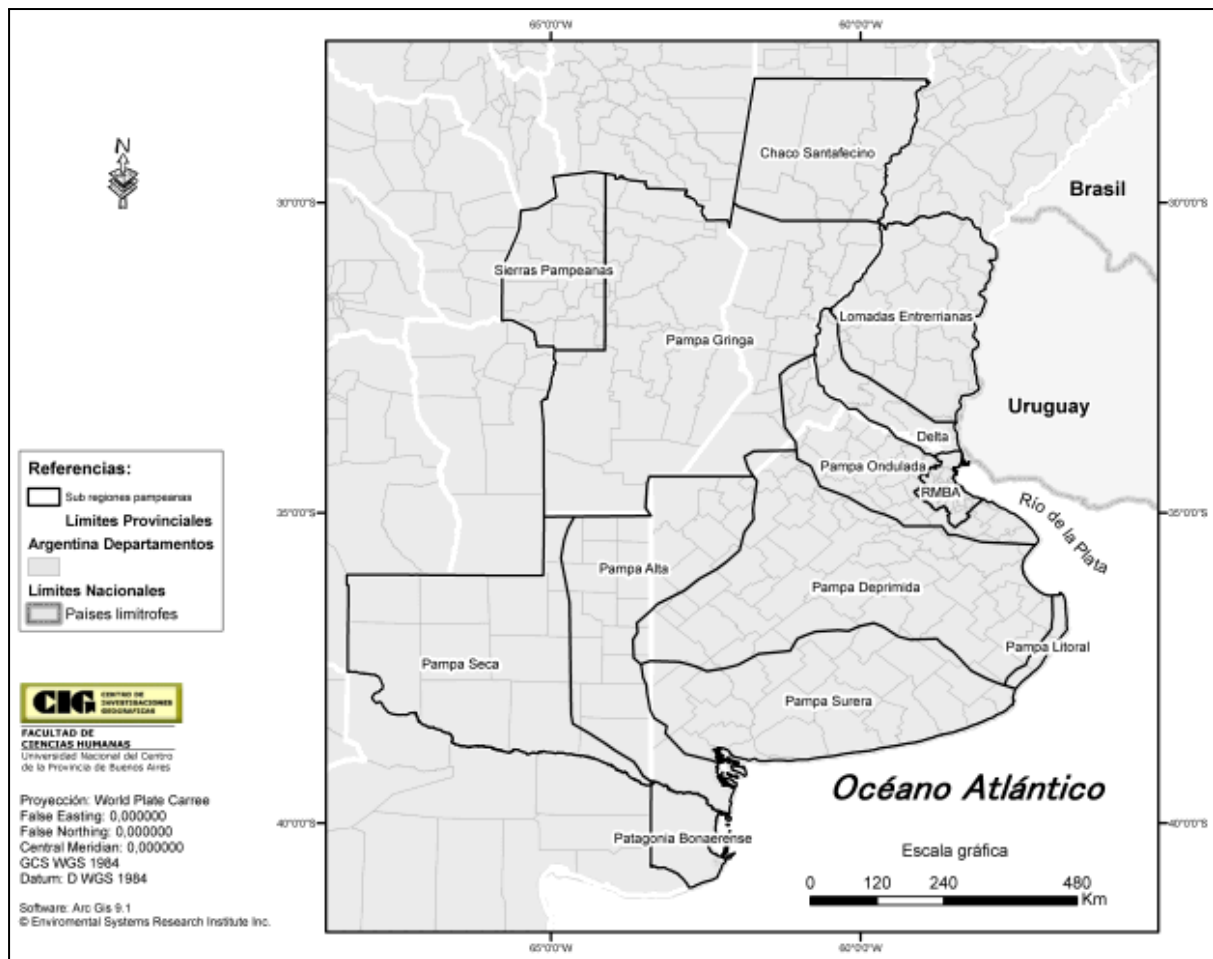 65°0'0"W
60°0'0"W
N
Chaco Santafecino
Brasil
30°0'0"S
30°0'0"S
Sierras Pampeanas
Lomadas Entrerrianas
Pampa Gringa
Uruguay
Delta
Pampa Ondulada
RMBA
Río de la Plata
35°0'0"S
35°0'0"S
Referencias:
Sub regiones pampeanas
Límites Provinciales
Argentina Departamentos
Límites Nacionales
Países limítrofes
Pampa Alta
Pampa Deprimida
Pampa Litoral
Pampa Seca
Pampa Surera
CIG
CENTRO DE
INVESTIGACIONES
GEOGRAFICAS
FACULTAD DE
CIENCIAS HUMANAS
Universidad Nacional del Centro
de la Provincia de Buenos Aires
Océano Atlántico
Proyección: World Plate Carree
False Easting: 0,000000
False Northing: 0,000000
Central Meridian: 0,000000
GCS WGS 1984
Datum: D WGS 1984
40°0'0"S
40°0'0"S
Patagonia Bonaerense
Escala gráfica
0 120 240 480
Km
Software: Arc Gis 9.1
© Enviromental Systems Research Institute Inc.
65°0'0"W
60°0'0"W